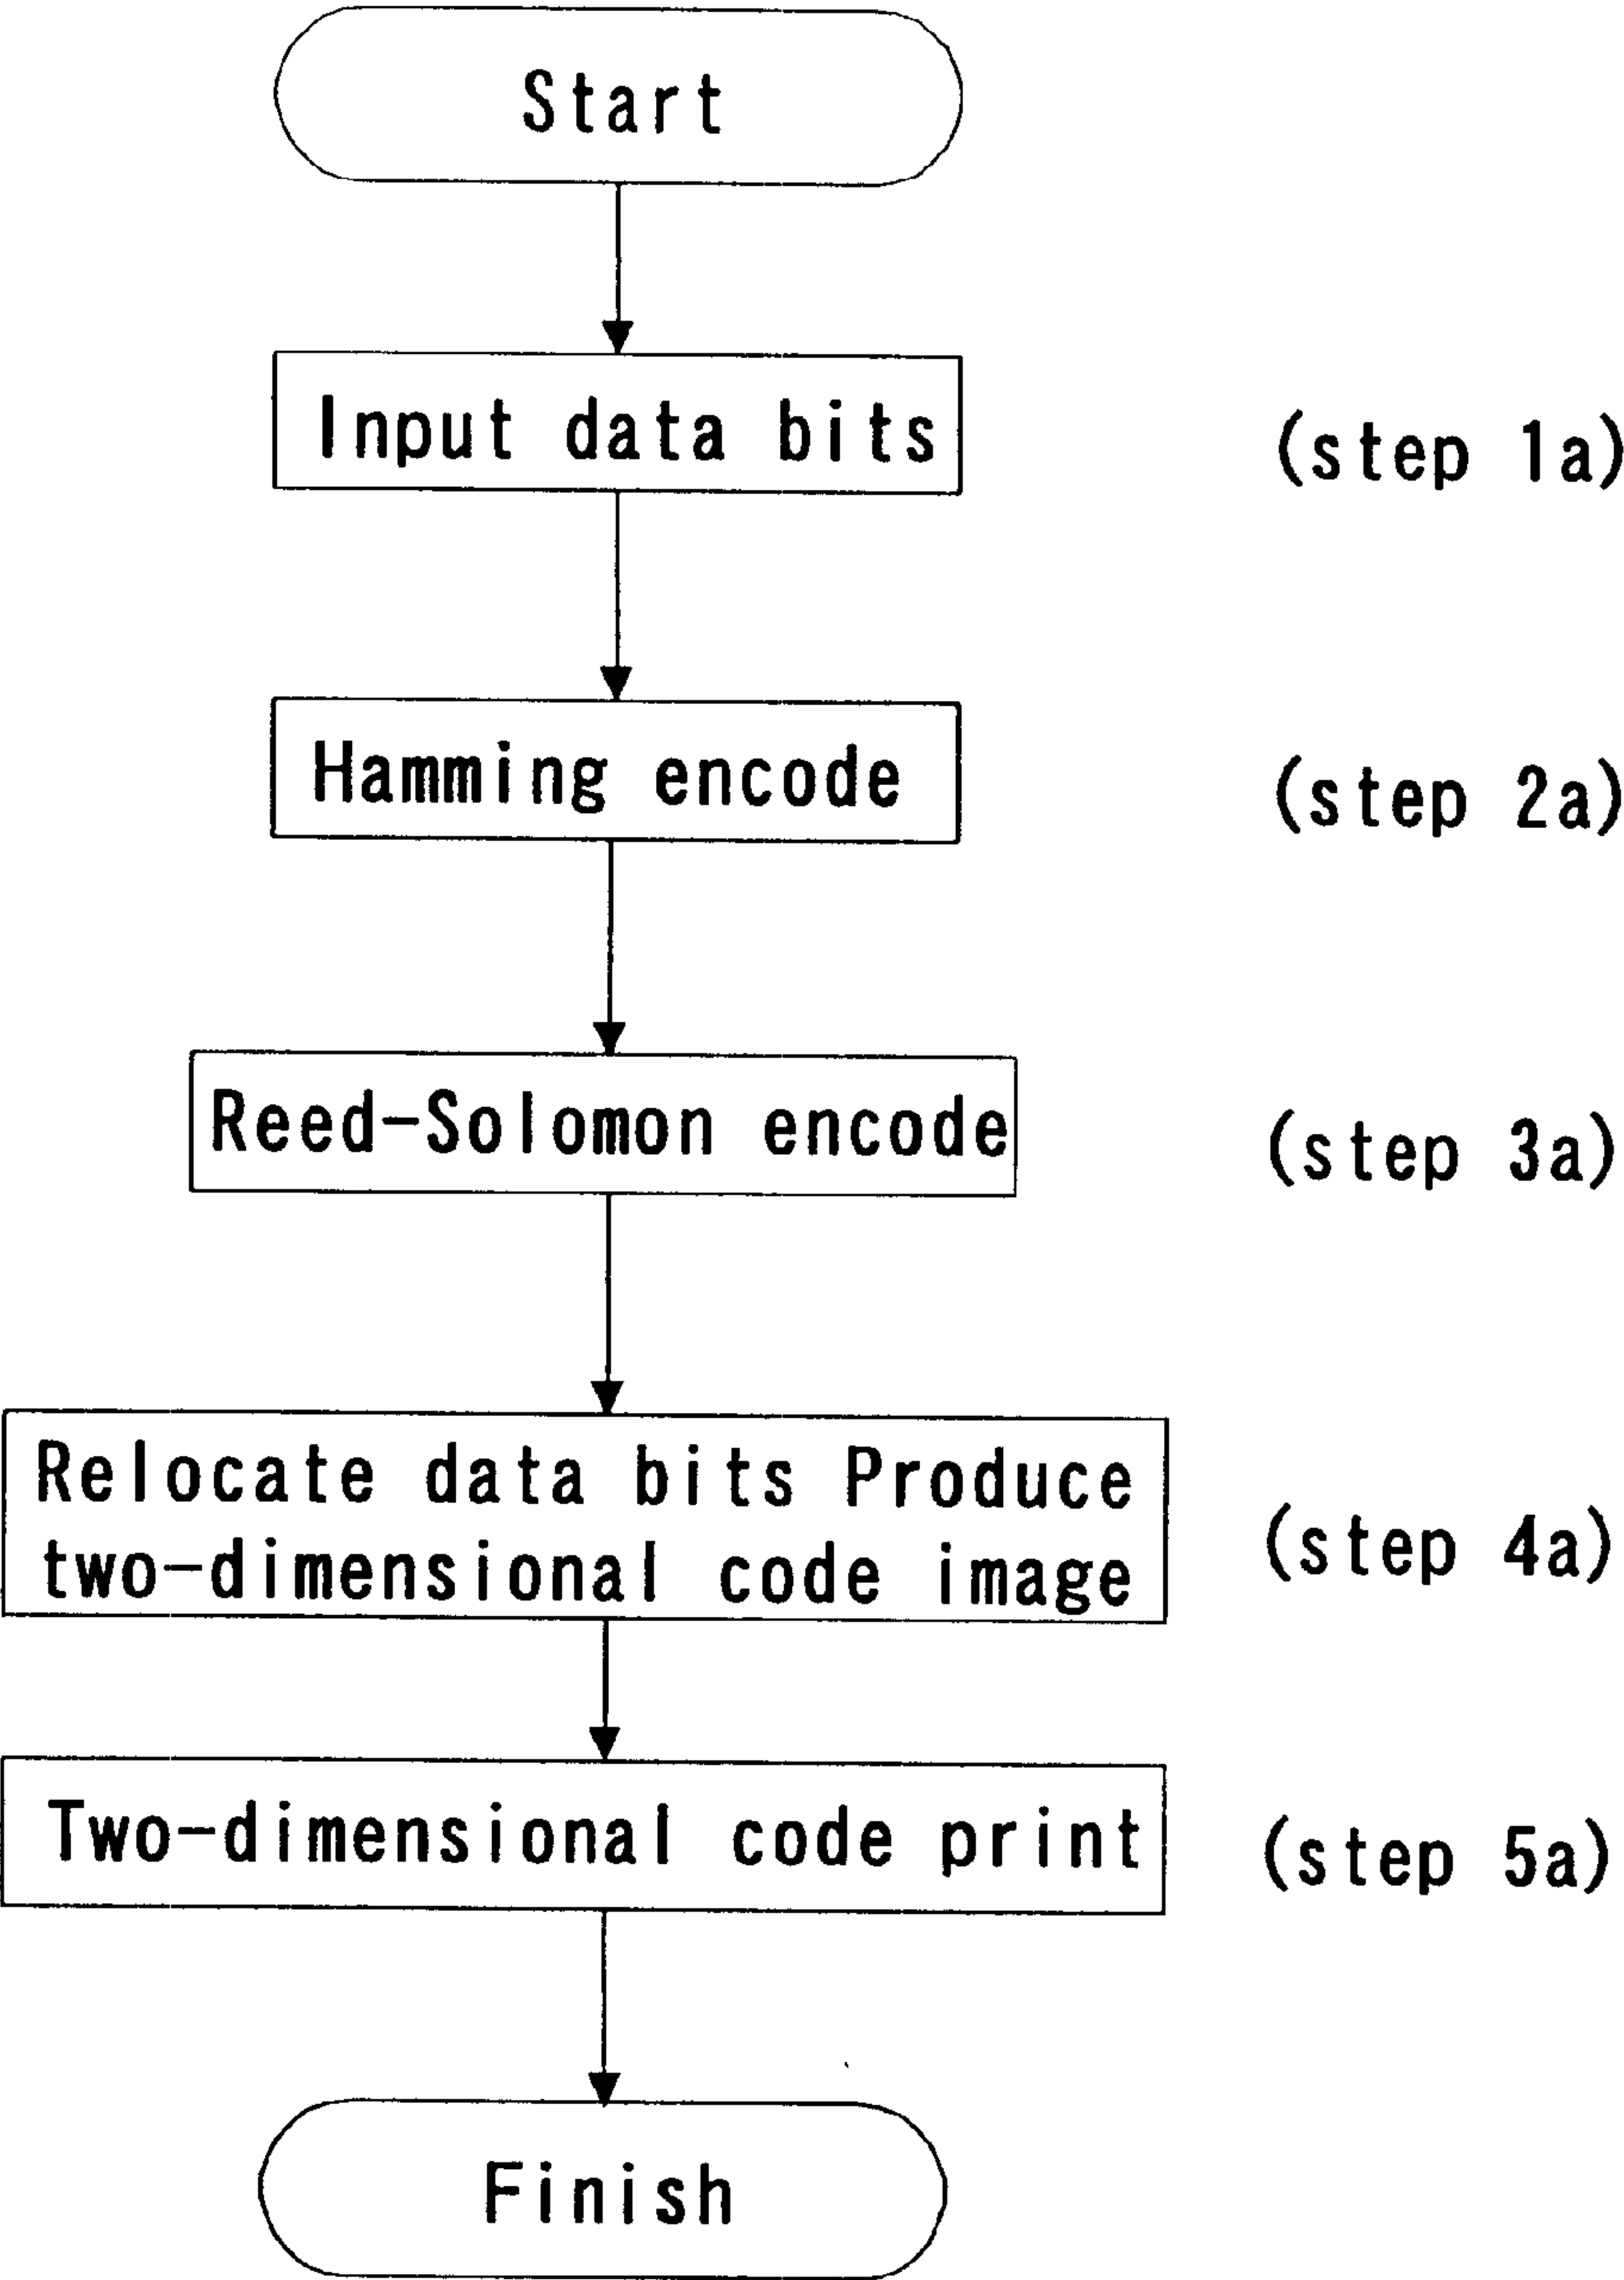 Start
Input data bits (step 1a)
Hamming encode (step 2a)
Reed-Solomon encode (step 3a)
Relocate data bits Produce
two-dimensional code image (step 4a)
Two-dimensional code print (step 5a)
Finish